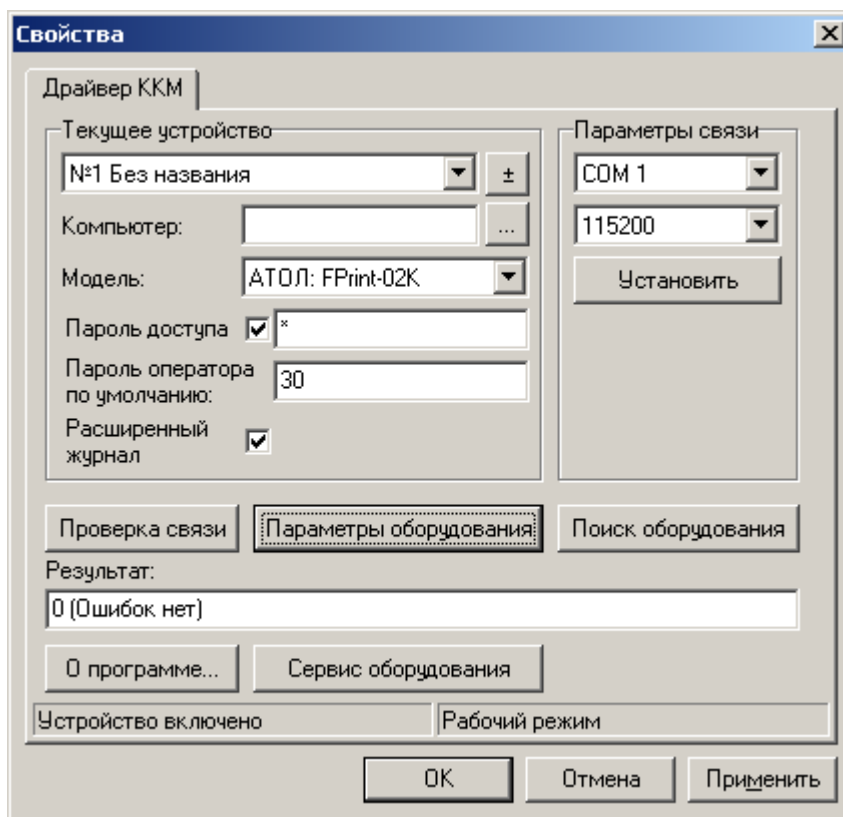 Свойства
Драйвер ККМ
Текущее устройство
Параметры связи
№1 Без названия
±
COM 1
Компьютер:
...
115200
Модель:
АТОЛ: FPrint-02K
Установить
Пароль доступа
*
Пароль оператора
по умолчанию:
30
Расширенный
журнал
Проверка связи
Параметры оборудования
Поиск оборудования
Результат:
0 (Ошибок нет)
О программе...
Сервис оборудования
Устройство включено
Рабочий режим
OK
Отмена
Применить